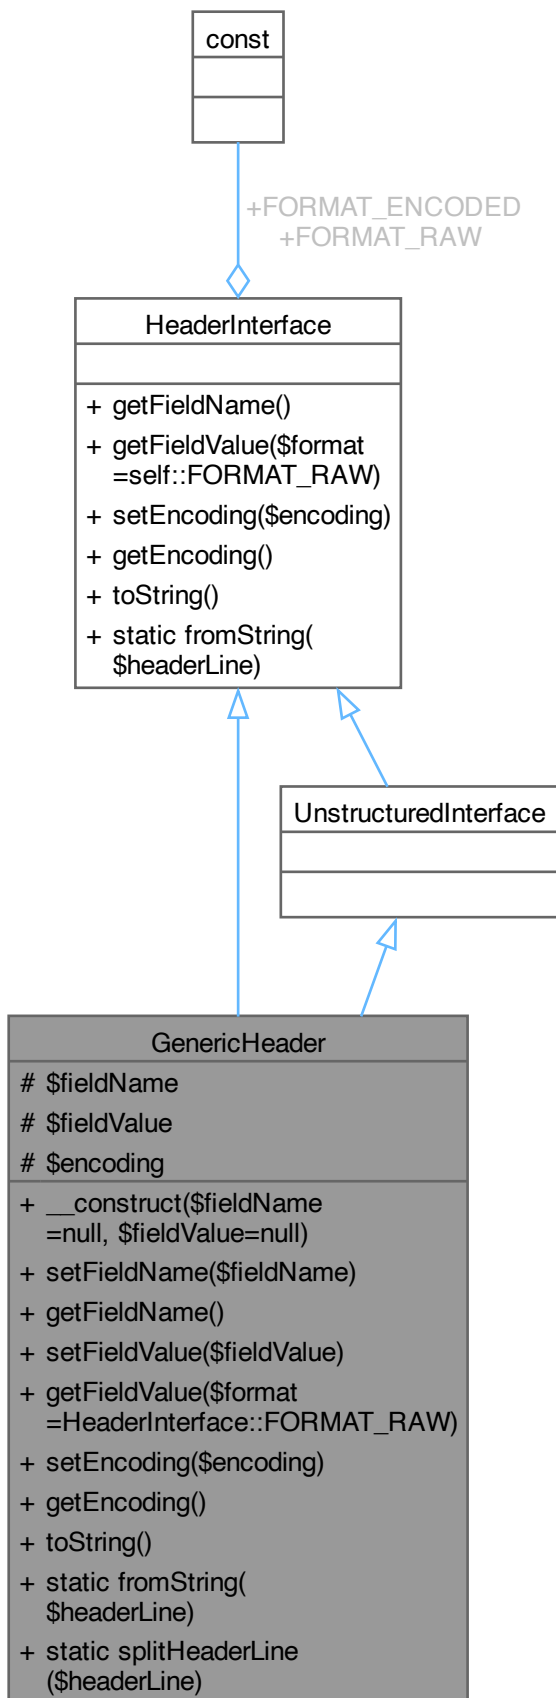 const
+FORMAT_ENCODED
+FORMAT_RAW
HeaderInterface
+ getFieldName()
+ getFieldValue($format
=self::FORMAT_RAW)
+ setEncoding($encoding)
+ getEncoding()
+ toString()
+ static fromString(
$headerLine)
UnstructuredInterface
GenericHeader
# $fieldName
# $fieldValue
# $encoding
+ __construct($fieldName
=null, $fieldValue=null)
+ setFieldName($fieldName)
+ getFieldName()
+ setFieldValue($fieldValue)
+ getFieldValue($format
=HeaderInterface::FORMAT_RAW)
+ setEncoding($encoding)
+ getEncoding()
+ toString()
+ static fromString(
$headerLine)
+ static splitHeaderLine
($headerLine)